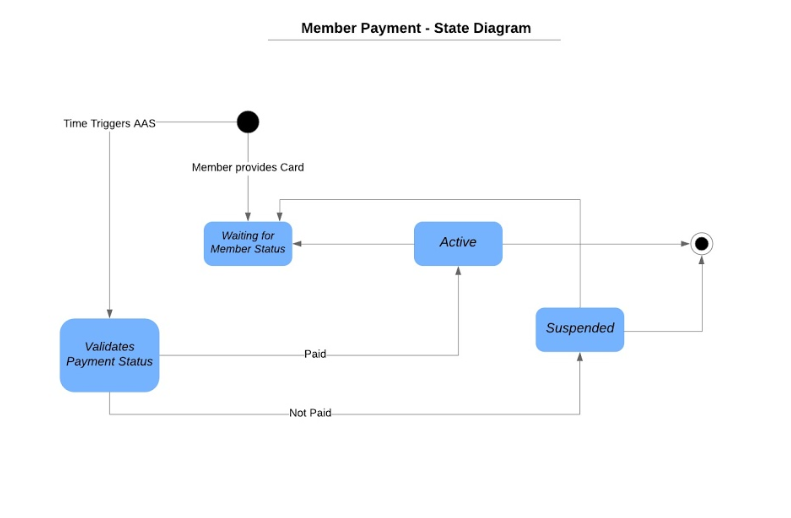 Member Payment - State Diagram
Time Triggers AAS
Member provides Card
Waiting for
Member Status
Active
Suspended
Validates
Payment Status
Paid
Not Paid